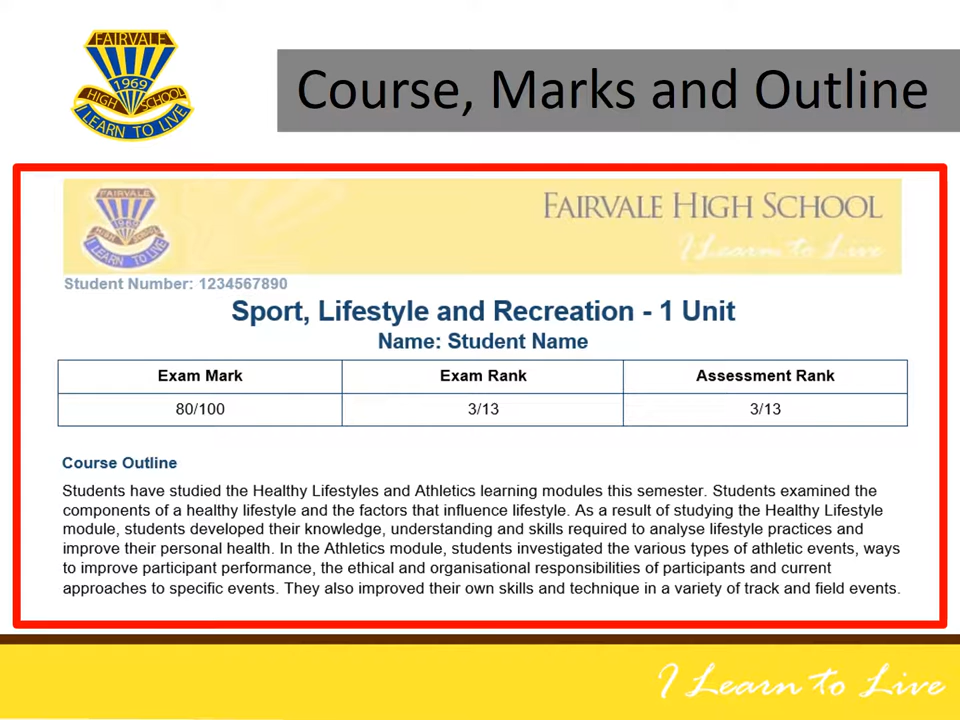 FAIRVALE
1969
HIGH SCHOOL
LEARN TO LIVE
Course, Marks and Outline
FAIRVALE
1969
HIGH SCHOOL
LEARN TO LIVE
FAIRVALE HIGH SCHOOL
I Learn to Live
Student Number: 1234567890
Sport, Lifestyle and Recreation - 1 Unit
Name: Student Name
Exam Mark Exam Rank Assessment Rank
80/100 3/13 3/13
Course Outline
Students have studied the Healthy Lifestyles and Athletics learning modules this semester. Students examined the
components of a healthy lifestyle and the factors that influence lifestyle. As a result of studying the Healthy Lifestyle
module, students developed their knowledge, understanding and skills required to analyse lifestyle practices and
improve their personal health. In the Athletics module, students investigated the various types of athletic events, ways
to improve participant performance, the ethical and organisational responsibilities of participants and current
approaches to specific events. They also improved their own skills and technique in a variety of track and field events.
I Learn to Live